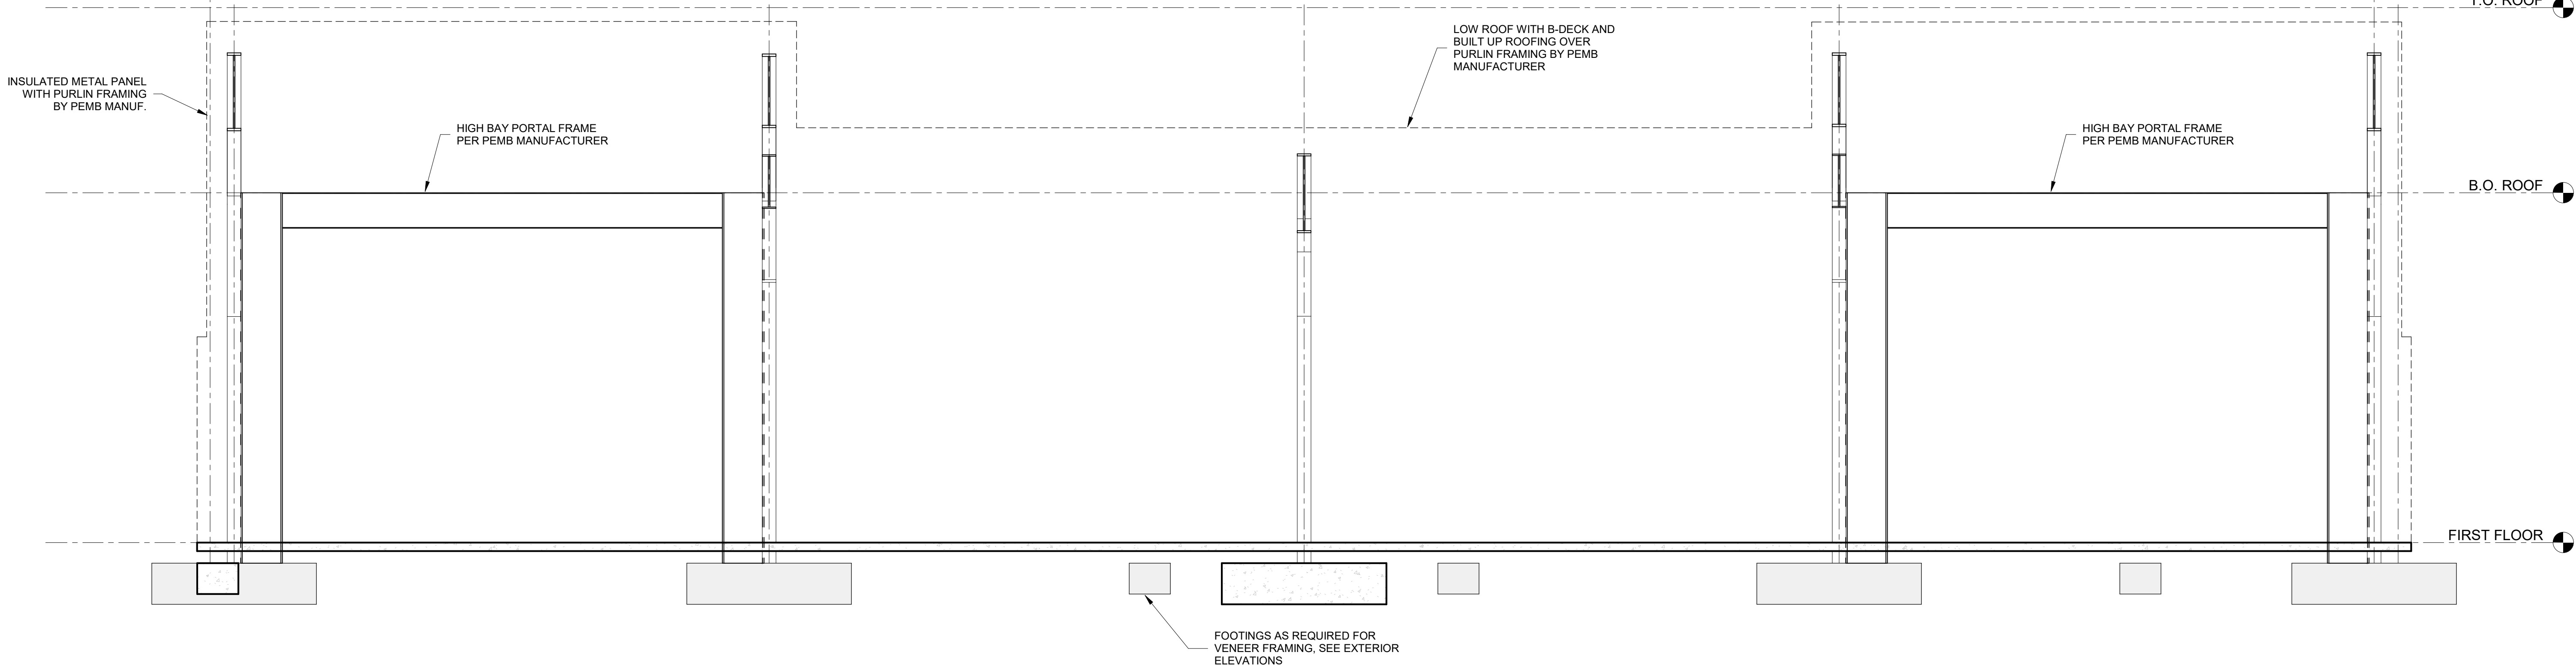 T.O. ROOF
LOW ROOF WITH B-DECK AND
BUILT UP ROOFING OVER
PURLIN FRAMING BY PEMB
MANUFACTURER
INSULATED METAL PANEL
WITH PURLIN FRAMING
BY PEMB MANUF.
HIGH BAY PORTAL FRAME
PER PEMB MANUFACTURER
HIGH BAY PORTAL FRAME
PER PEMB MANUFACTURER
B.O. ROOF
FIRST FLOOR
FOOTINGS AS REQUIRED FOR
VENEER FRAMING, SEE EXTERIOR
ELEVATIONS